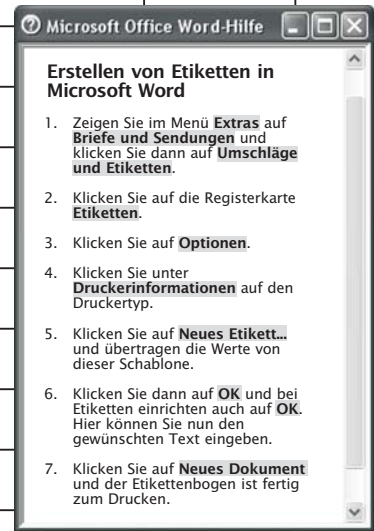 Microsoft Office Word-Hilfe
Erstellen von Etiketten in
Microsoft Word
1. Zeigen Sie im Menü Extras auf
Briefe und Sendungen und
klicken Sie dann auf Umschläge
und Etiketten.
2. Klicken Sie auf die Registerkarte
Etiketten.
3. Klicken Sie auf Optionen.
4. Klicken Sie unter
Druckerinformationen auf den
Druckertyp.
5. Klicken Sie auf Neues Etikett...
und übertragen die Werte von
dieser Schablone.
6. Klicken Sie dann auf OK und bei
Etiketten einrichten auch auf OK.
Hier können Sie nun den
gewünschten Text eingeben.
7. Klicken Sie auf Neues Dokument
und der Etikettenbogen ist fertig
zum Drucken.